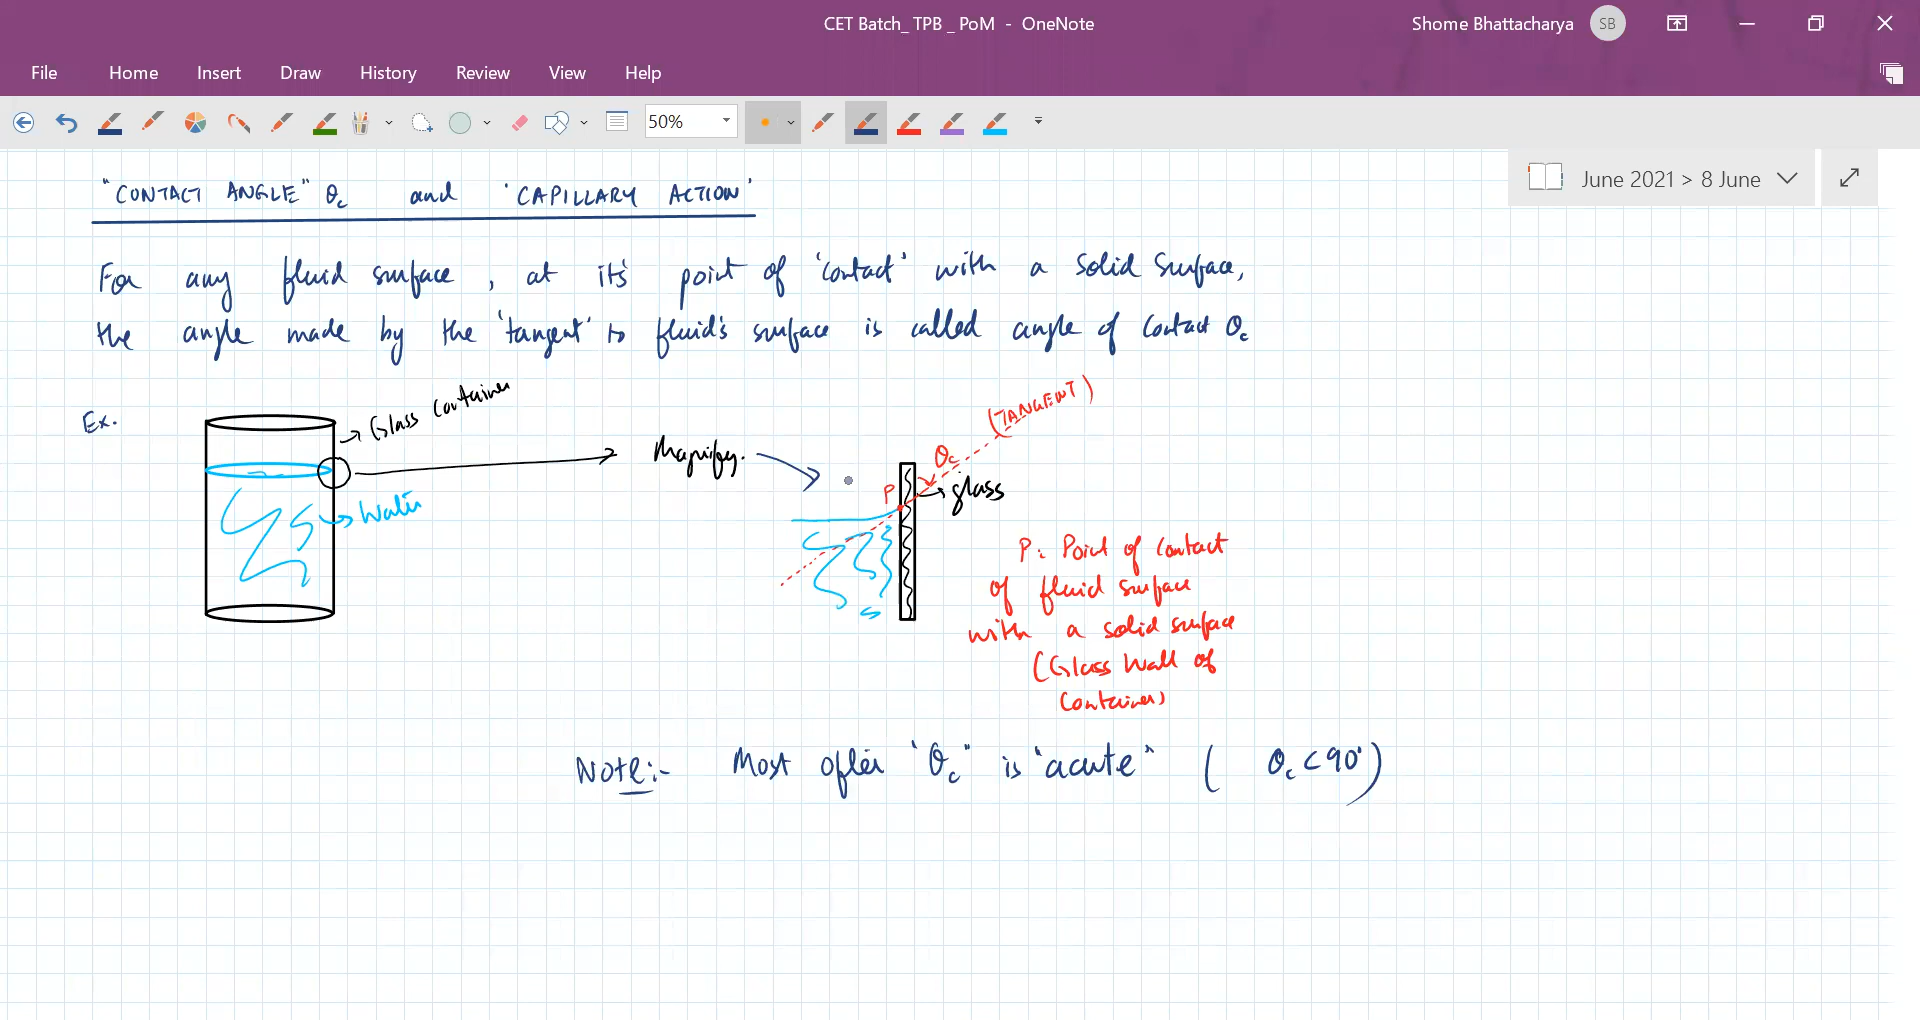 CET Batch_ TPB _ PoM - OneNote
Shome Bhattacharya
SB
File Home Insert Draw History Review View Help
50%
June 2021 > 8 June
"CONTACT ANGLE" θc and 'CAPILLARY ACTION'
For any fluid surface, at it's point of 'contact' with a solid surface,
the angle made by the 'tangent' to fluid's surface is called angle of contact θc
Ex.
Glass container
Water
Magnify.
(TANGENT)
θc
P
glass
P: Point of contact
of fluid surface
with a solid surface
(Glass Wall of
Container)
Note:- Most often "θc" is "acute" ( θc < 90°)